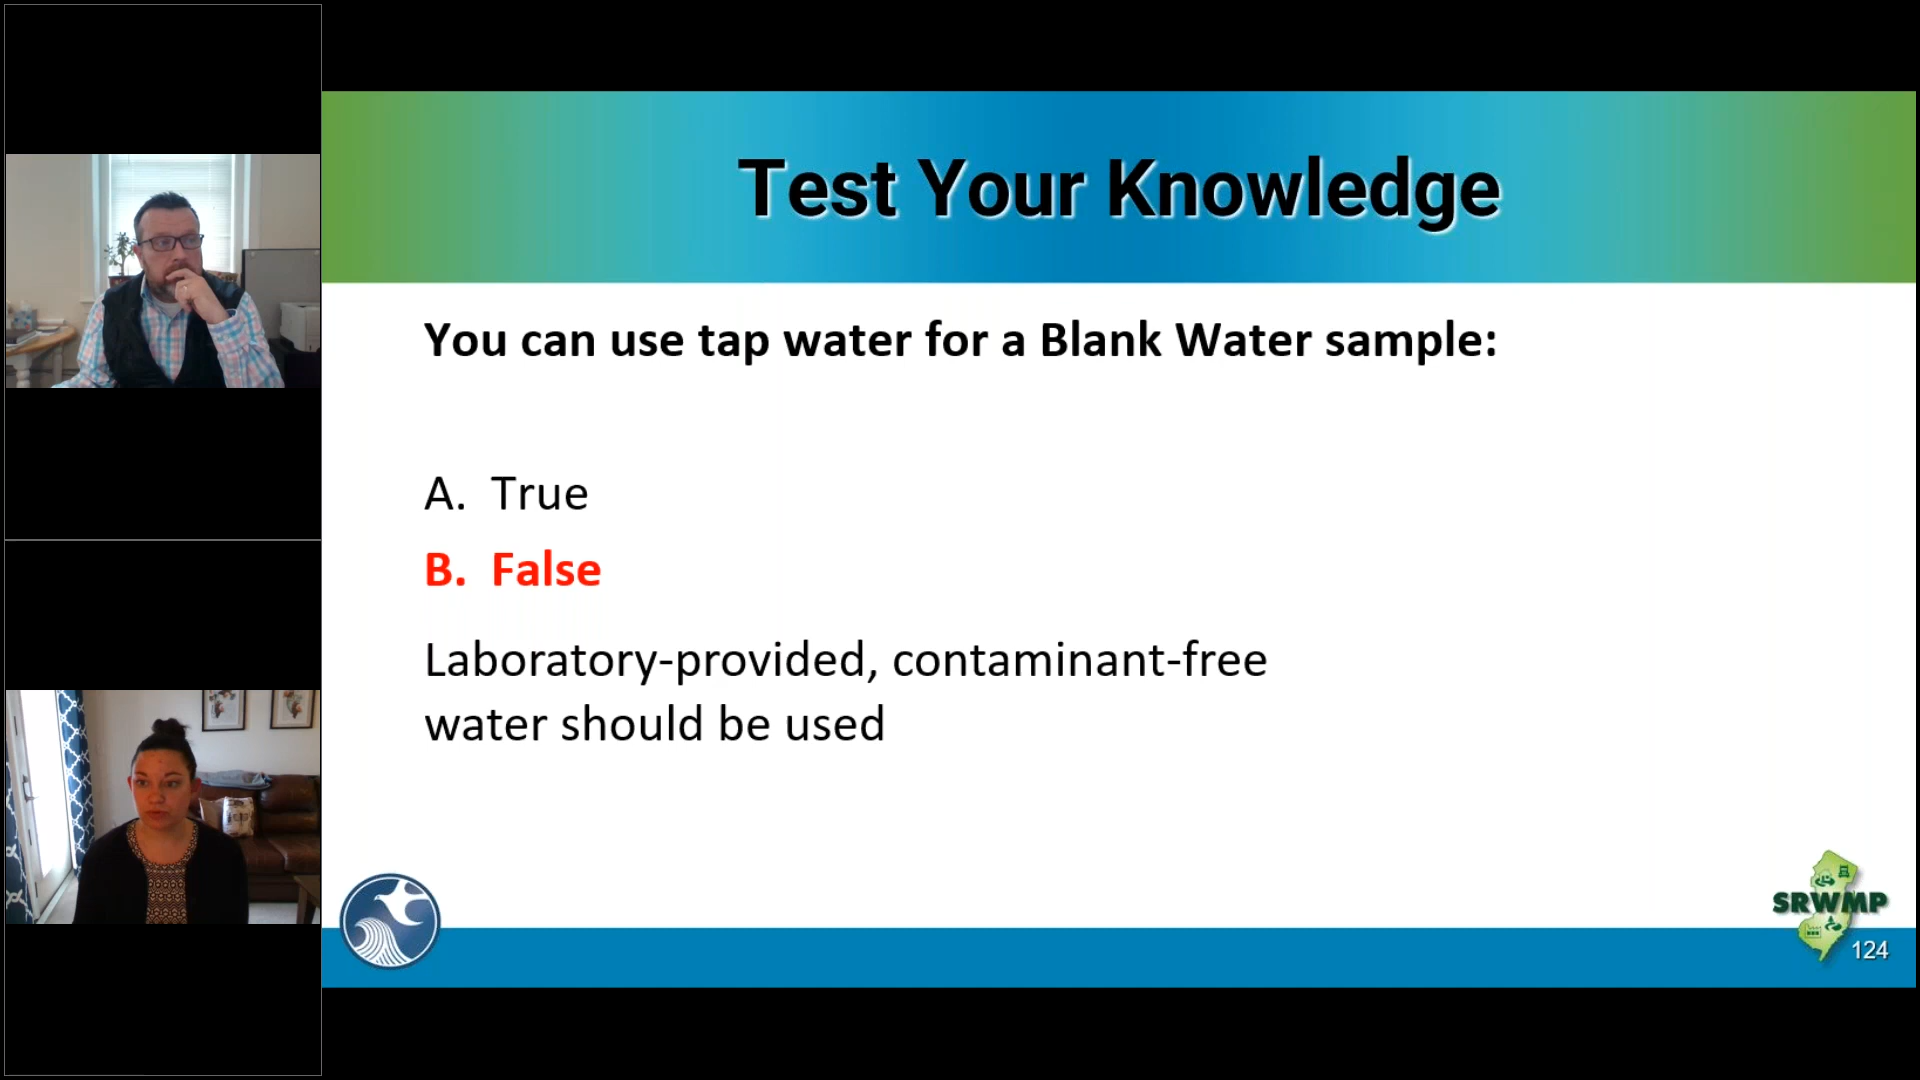 Test Your Knowledge
You can use tap water for a Blank Water sample:
A. True
B. False
Laboratory-provided, contaminant-free
water should be used
SRWMP
124